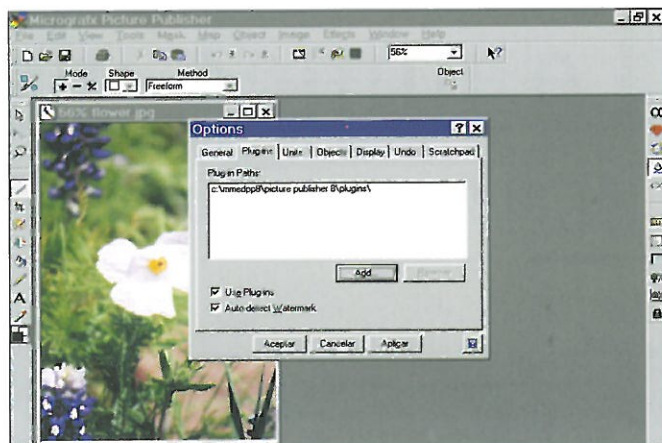 Micrografx Picture Publisher
File Edit View Tools Mask Map Object Image Effects Window Help
56%
Mode Shape Method Object
Freeform
56% flower.jpg
Options
General Plugins Units Objects Display Undo Scratchpad
Plug-in Paths:
c:\mmedpp8\picture publisher 8\plugins\
Add...
Use Plug-ins
Auto-detect Watermark
Aceptar Cancelar Aplicar
A